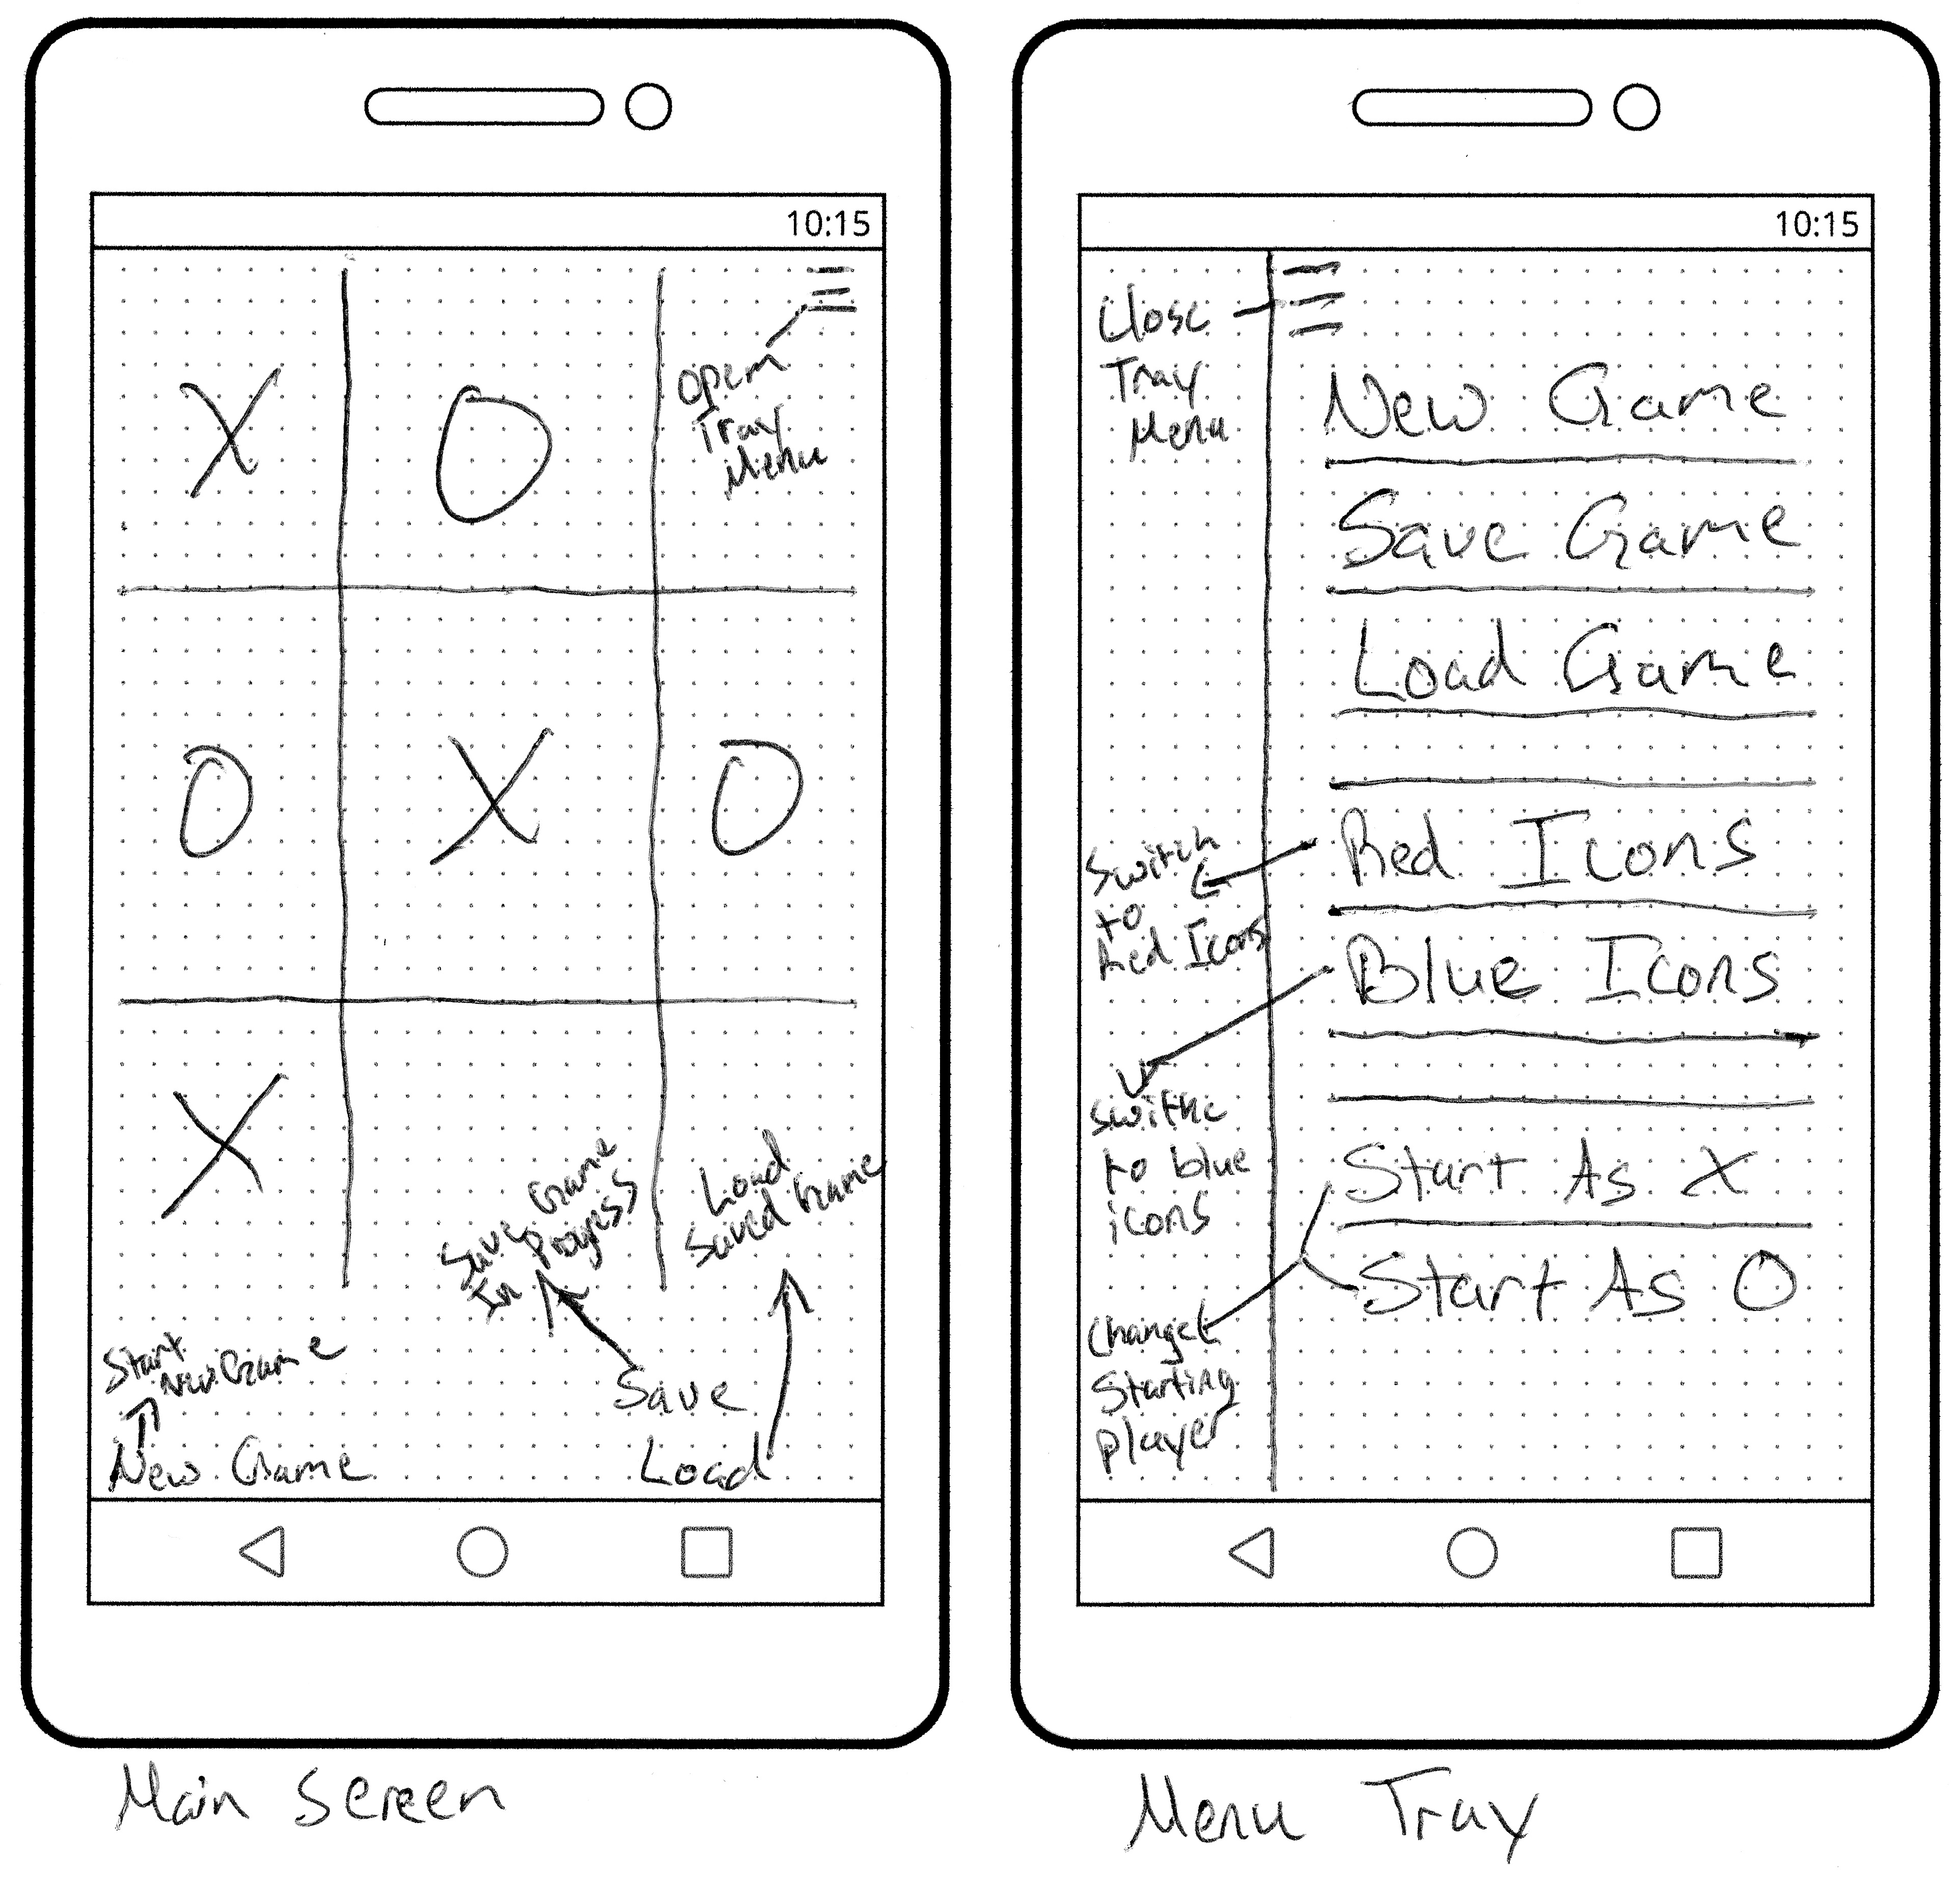 10:15
X
O
Open
Tray
Menu
O
X
O
X
Save Game
In Progress
Load
Saved Game
Start
New Game
Save
New Game
Load
Main Screen
10:15
Close
Tray
Menu
New Game
Save Game
Load Game
Red Icons
Switch
to
Red Icons
Blue Icons
swithc
to blue
icons
Start As X
Start As O
Change
Starting
player
Menu Tray